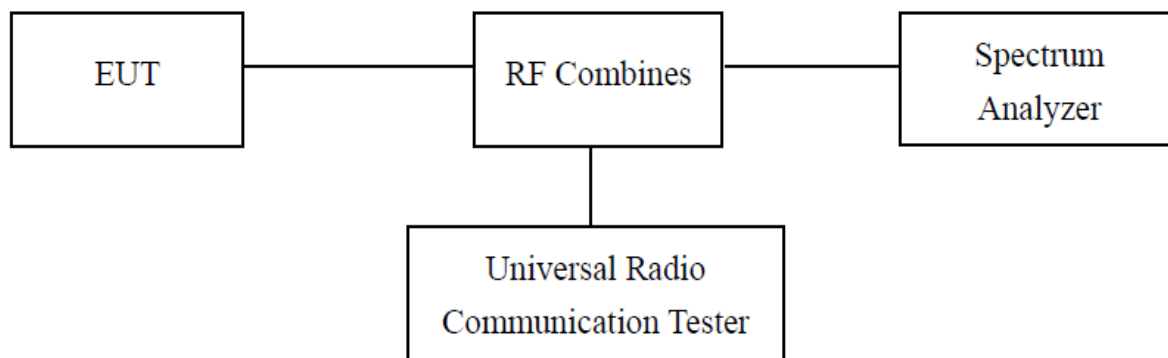 EUT
RF Combines
Spectrum
Analyzer
Universal Radio
Communication Tester